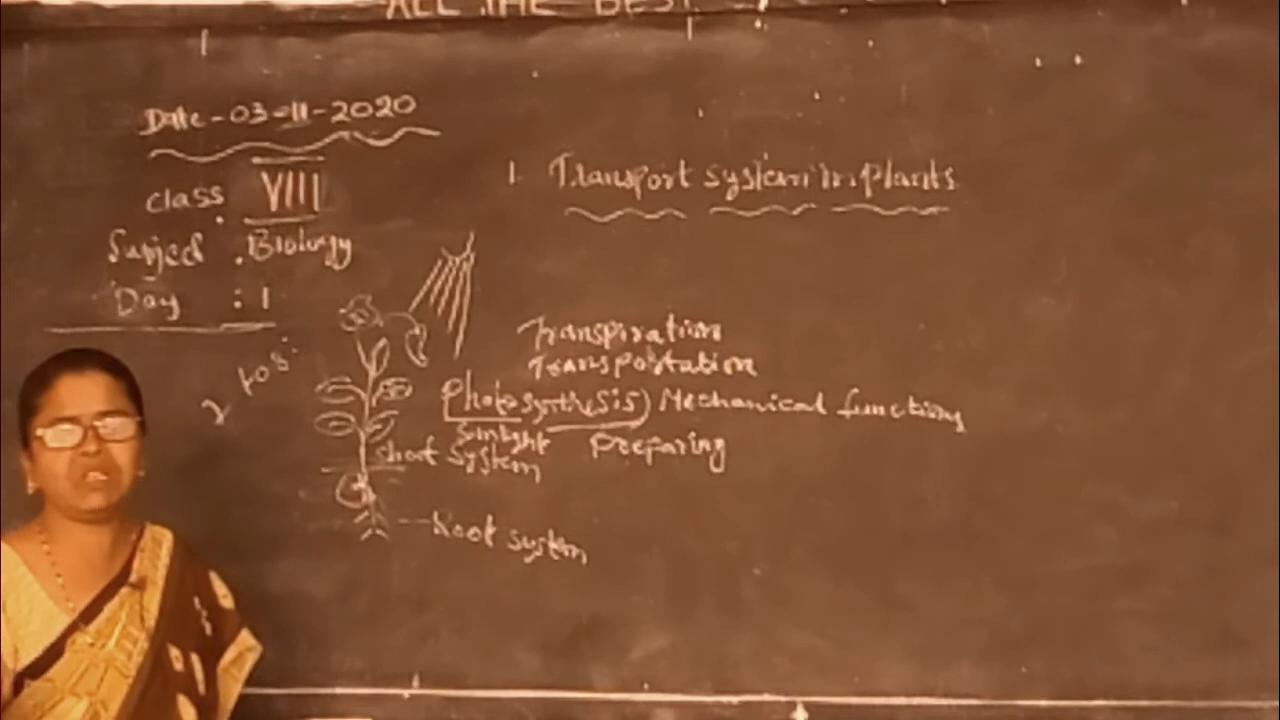 ALL THE BEST
Date - 03-11-2020
class VIII
Subject : Biology
Day : 1
1. Transport system in plants
Transpiration
Transportation
Photosynthesis) Mechanical functions
Sunlight preparing
shoot system
Root system